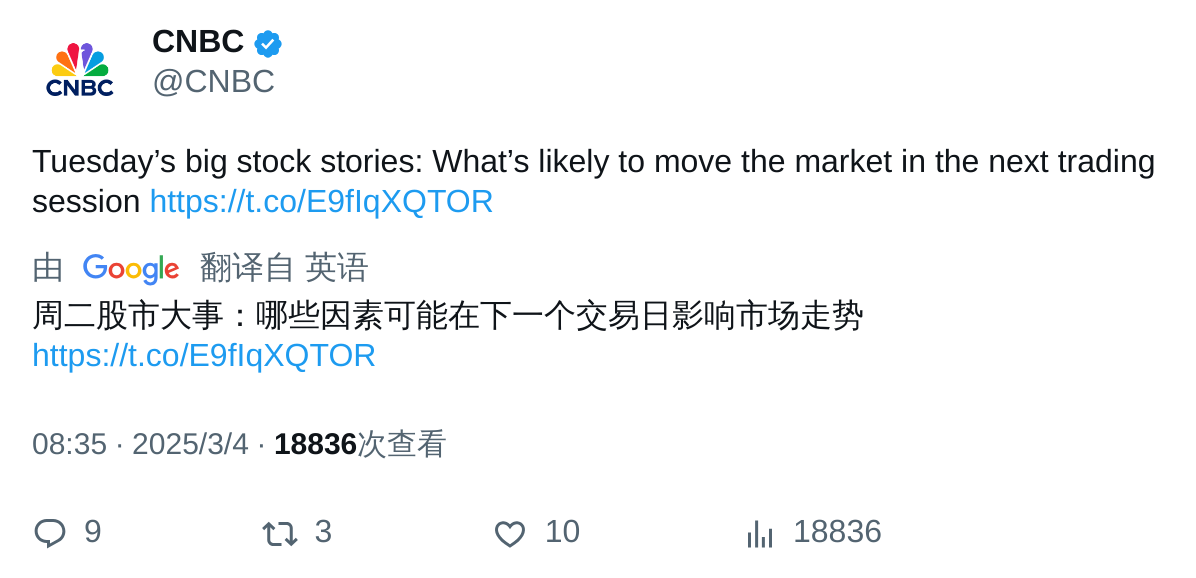 CNBC
CNBC
@CNBC
Tuesday’s big stock stories: What’s likely to move the market in the next trading
session https://t.co/E9fIqXQTOR
由 Google 翻译自 英语
周二股市大事：哪些因素可能在下一个交易日影响市场走势
https://t.co/E9fIqXQTOR
08:35 · 2025/3/4 · 18836次查看
9 3 10 18836